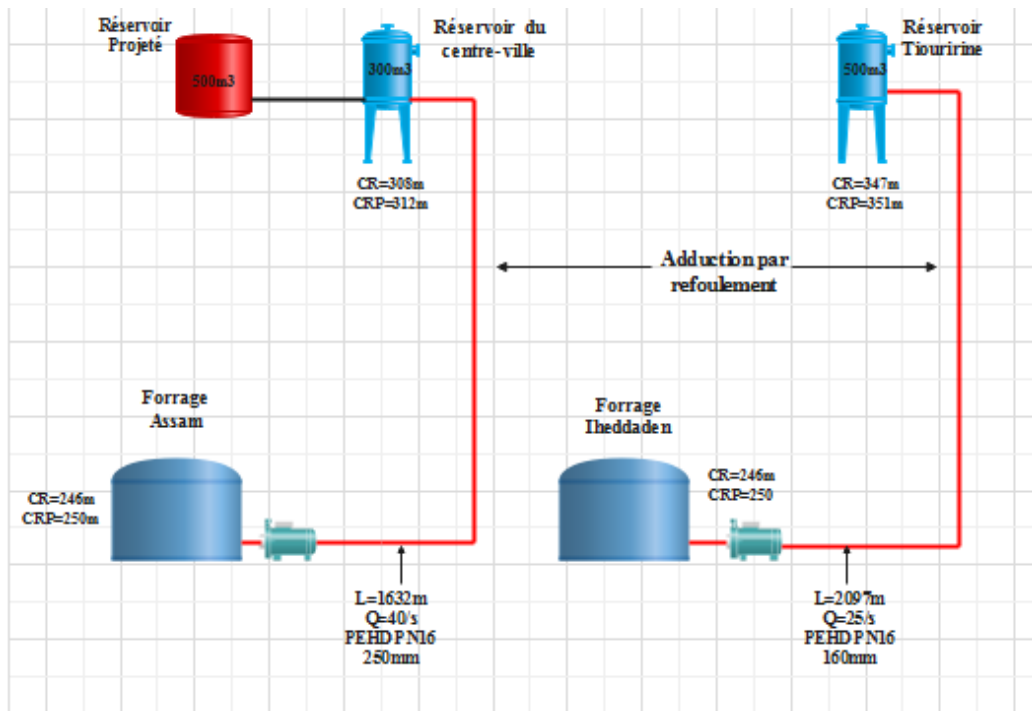 Réservoir
Projeté
500m3
Réservoir du
centre-ville
300m3
CR=308m
CRP=312m
Réservoir
Tiouririne
500m3
CR=347m
CRP=351m
Adduction par
refoulement
Forrage
Assam
CR=246m
CRP=250m
L=1632m
Q=40/s
PEHD PN16
250mm
Forrage
Iheddaden
CR=246m
CRP=250
L=2097m
Q=25/s
PEHD PN16
160mm